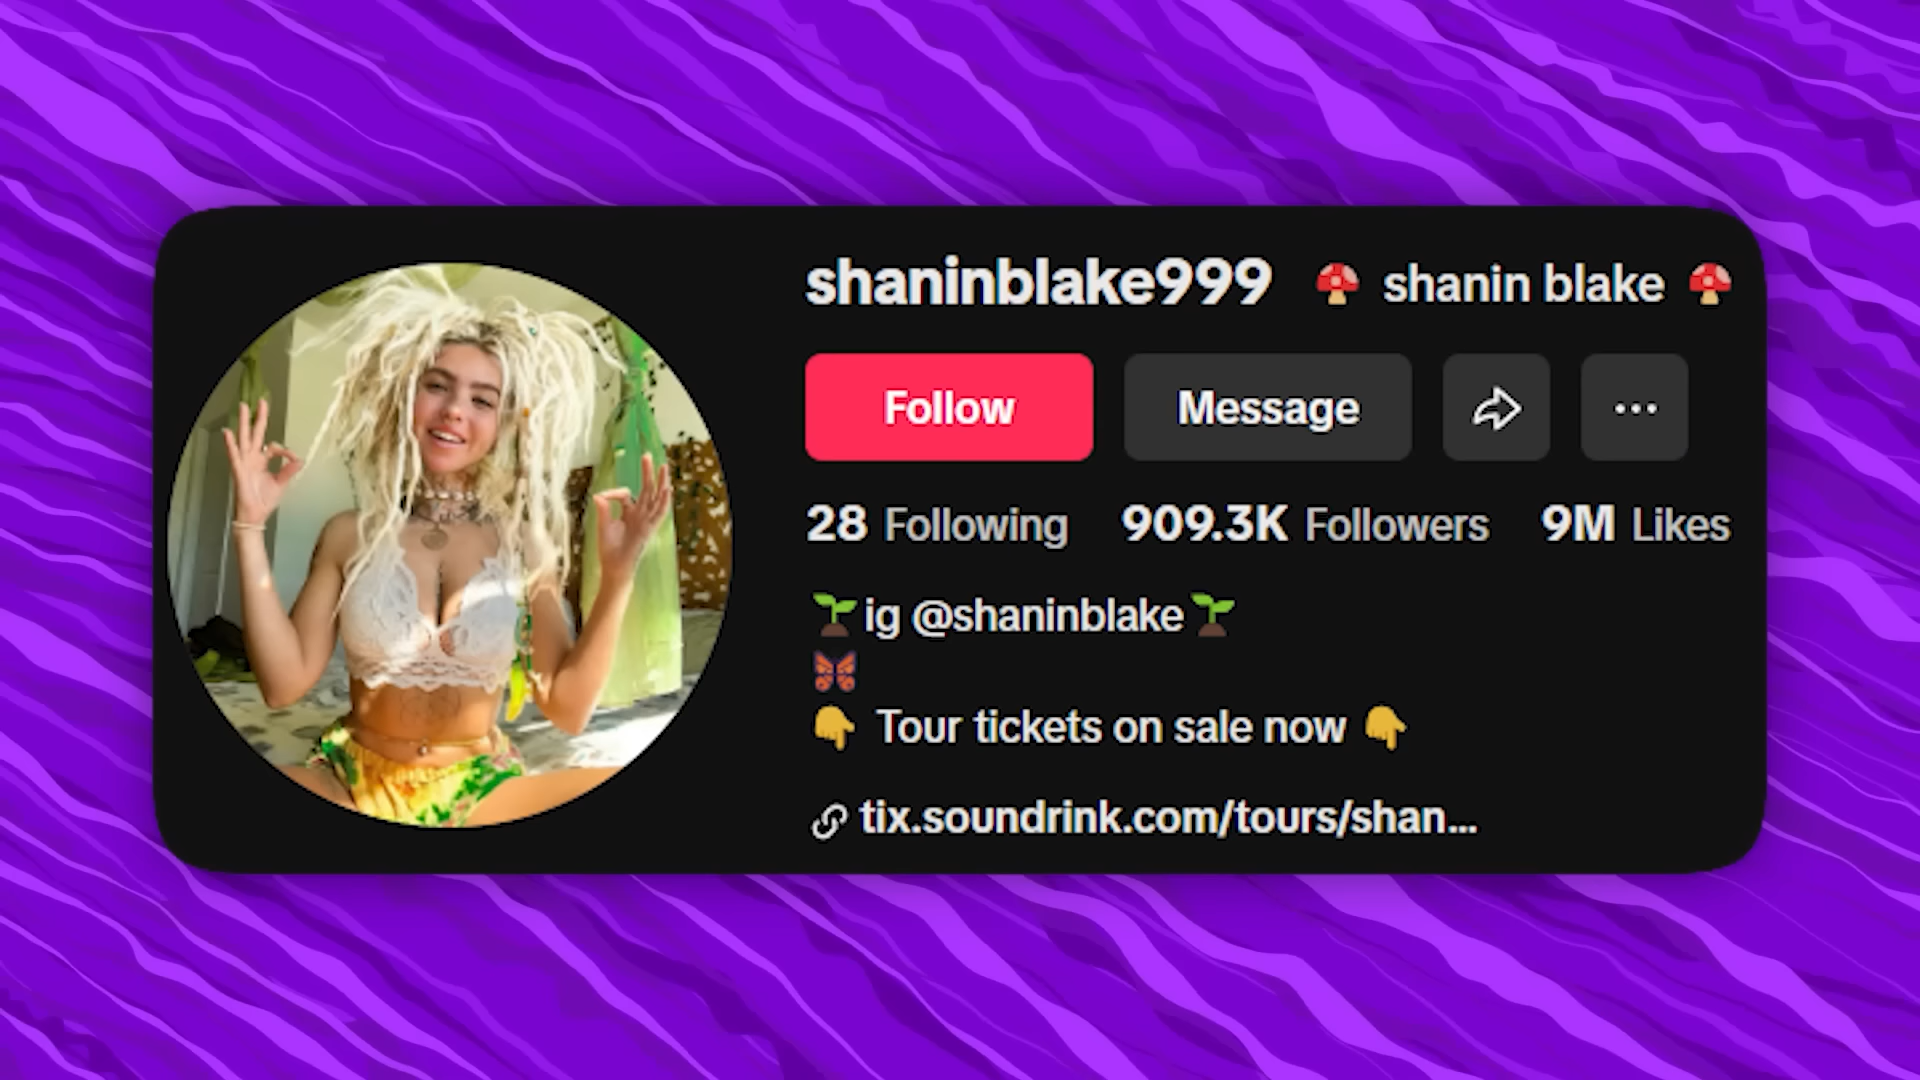 shaninblake999 🍄 shanin blake 🍄
Follow Message
28 Following 909.3K Followers 9M Likes
🌱ig @shaninblake🌱
🦋
👇 Tour tickets on sale now 👇
tix.soundrink.com/tours/shan...